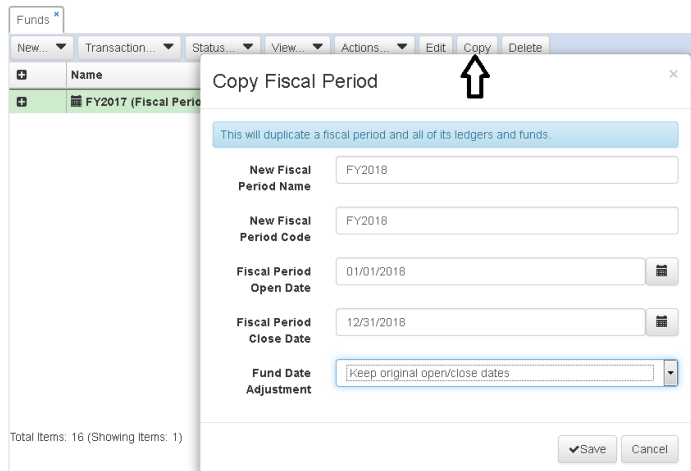 Funds ×
New... Transaction... Status... View... Actions... Edit Copy Delete
Name
Copy Fiscal Period ×
FY2017 (Fiscal Perio
This will duplicate a fiscal period and all of its ledgers and funds.
New Fiscal
Period Name
FY2018
New Fiscal
Period Code
FY2018
Fiscal Period
Open Date
01/01/2018
Fiscal Period
Close Date
12/31/2018
Fund Date
Adjustment
Keep original open/close dates
Total Items: 16 (Showing Items: 1)
Save Cancel